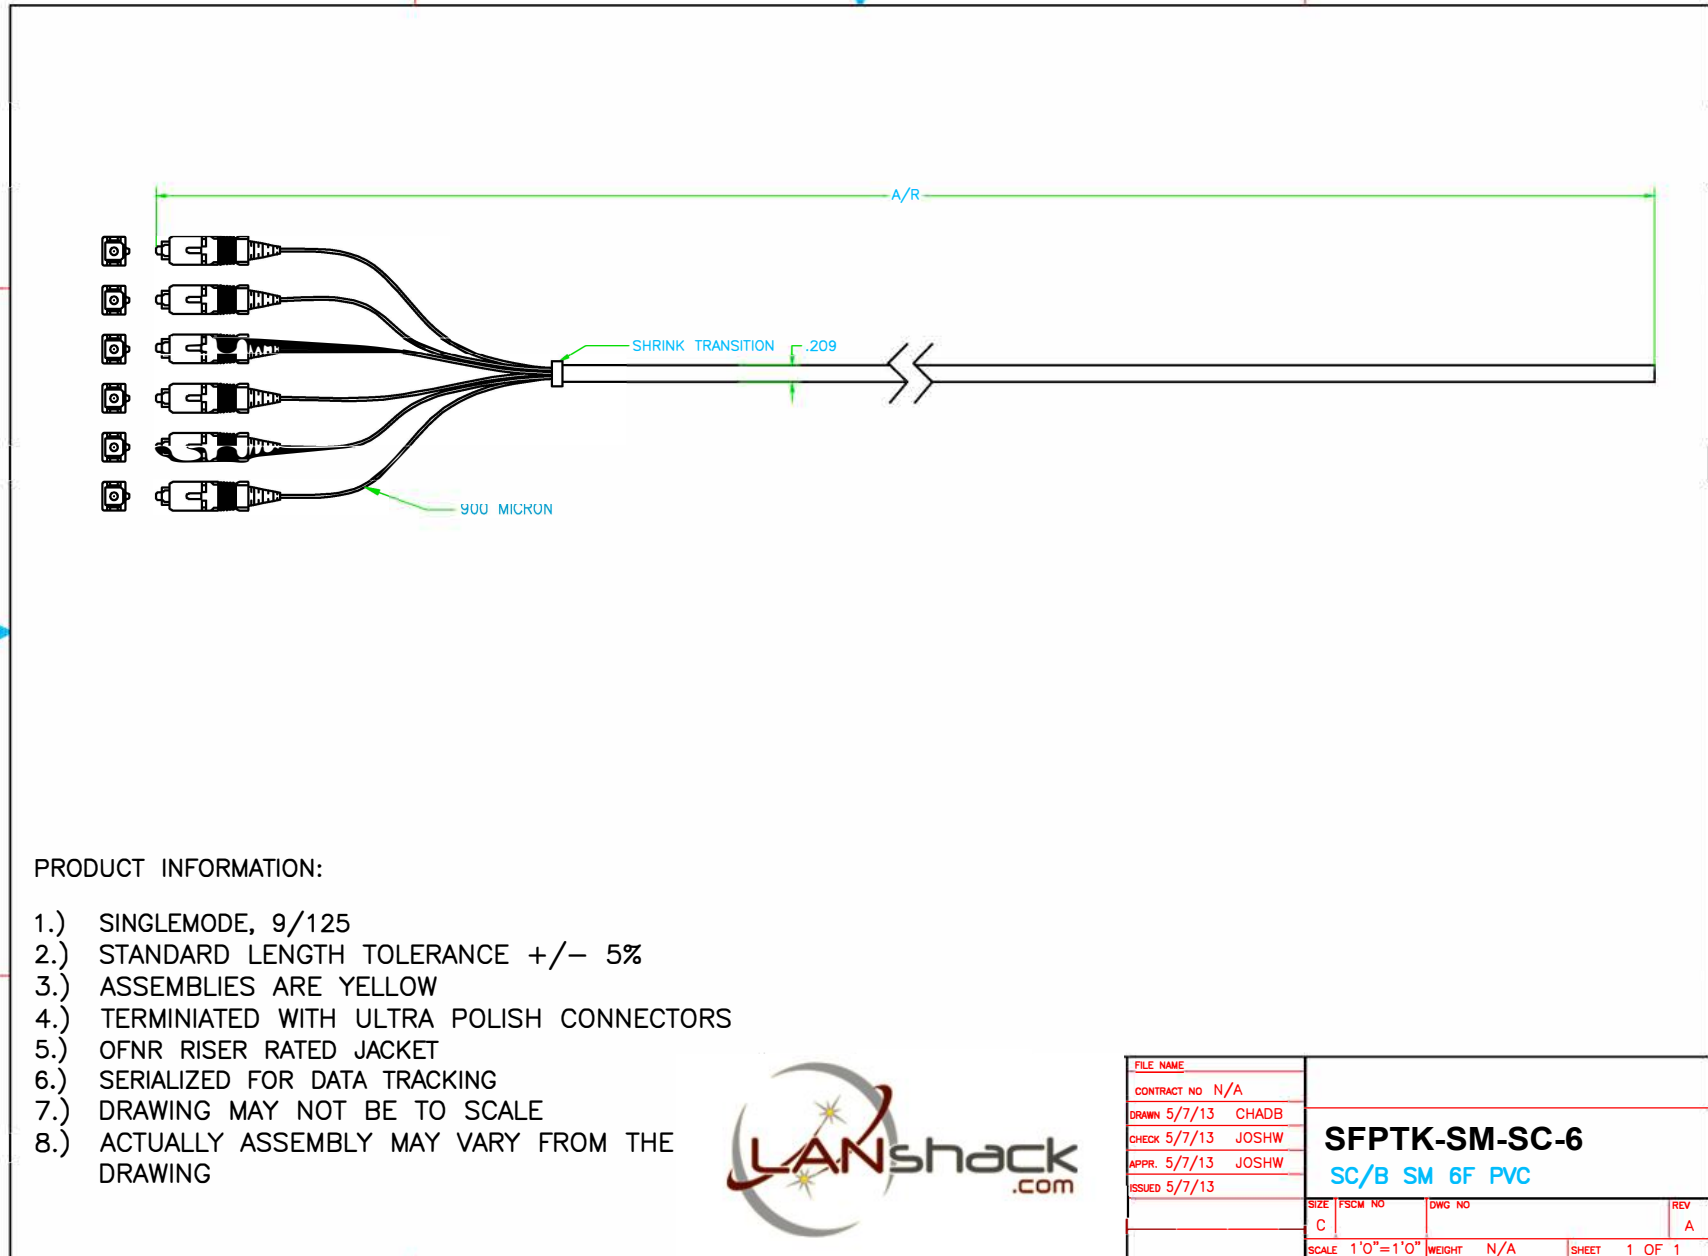 A/R
SHRINK TRANSITION .209
900 MICRON
PRODUCT INFORMATION:
1.) SINGLEMODE, 9/125
2.) STANDARD LENGTH TOLERANCE +/- 5%
3.) ASSEMBLIES ARE YELLOW
4.) TERMINIATED WITH ULTRA POLISH CONNECTORS
5.) OFNR RISER RATED JACKET
6.) SERIALIZED FOR DATA TRACKING
7.) DRAWING MAY NOT BE TO SCALE
8.) ACTUALLY ASSEMBLY MAY VARY FROM THE
DRAWING
LANshack
.com
FILE NAME
CONTRACT NO N/A
DRAWN 5/7/13 CHADB
CHECK 5/7/13 JOSHW
APPR. 5/7/13 JOSHW
ISSUED 5/7/13
SFPTK-SM-SC-6
SC/B SM 6F PVC
SIZE FSCM NO DWG NO REV
C A
SCALE 1'0"=1'0" WEIGHT N/A SHEET 1 OF 1